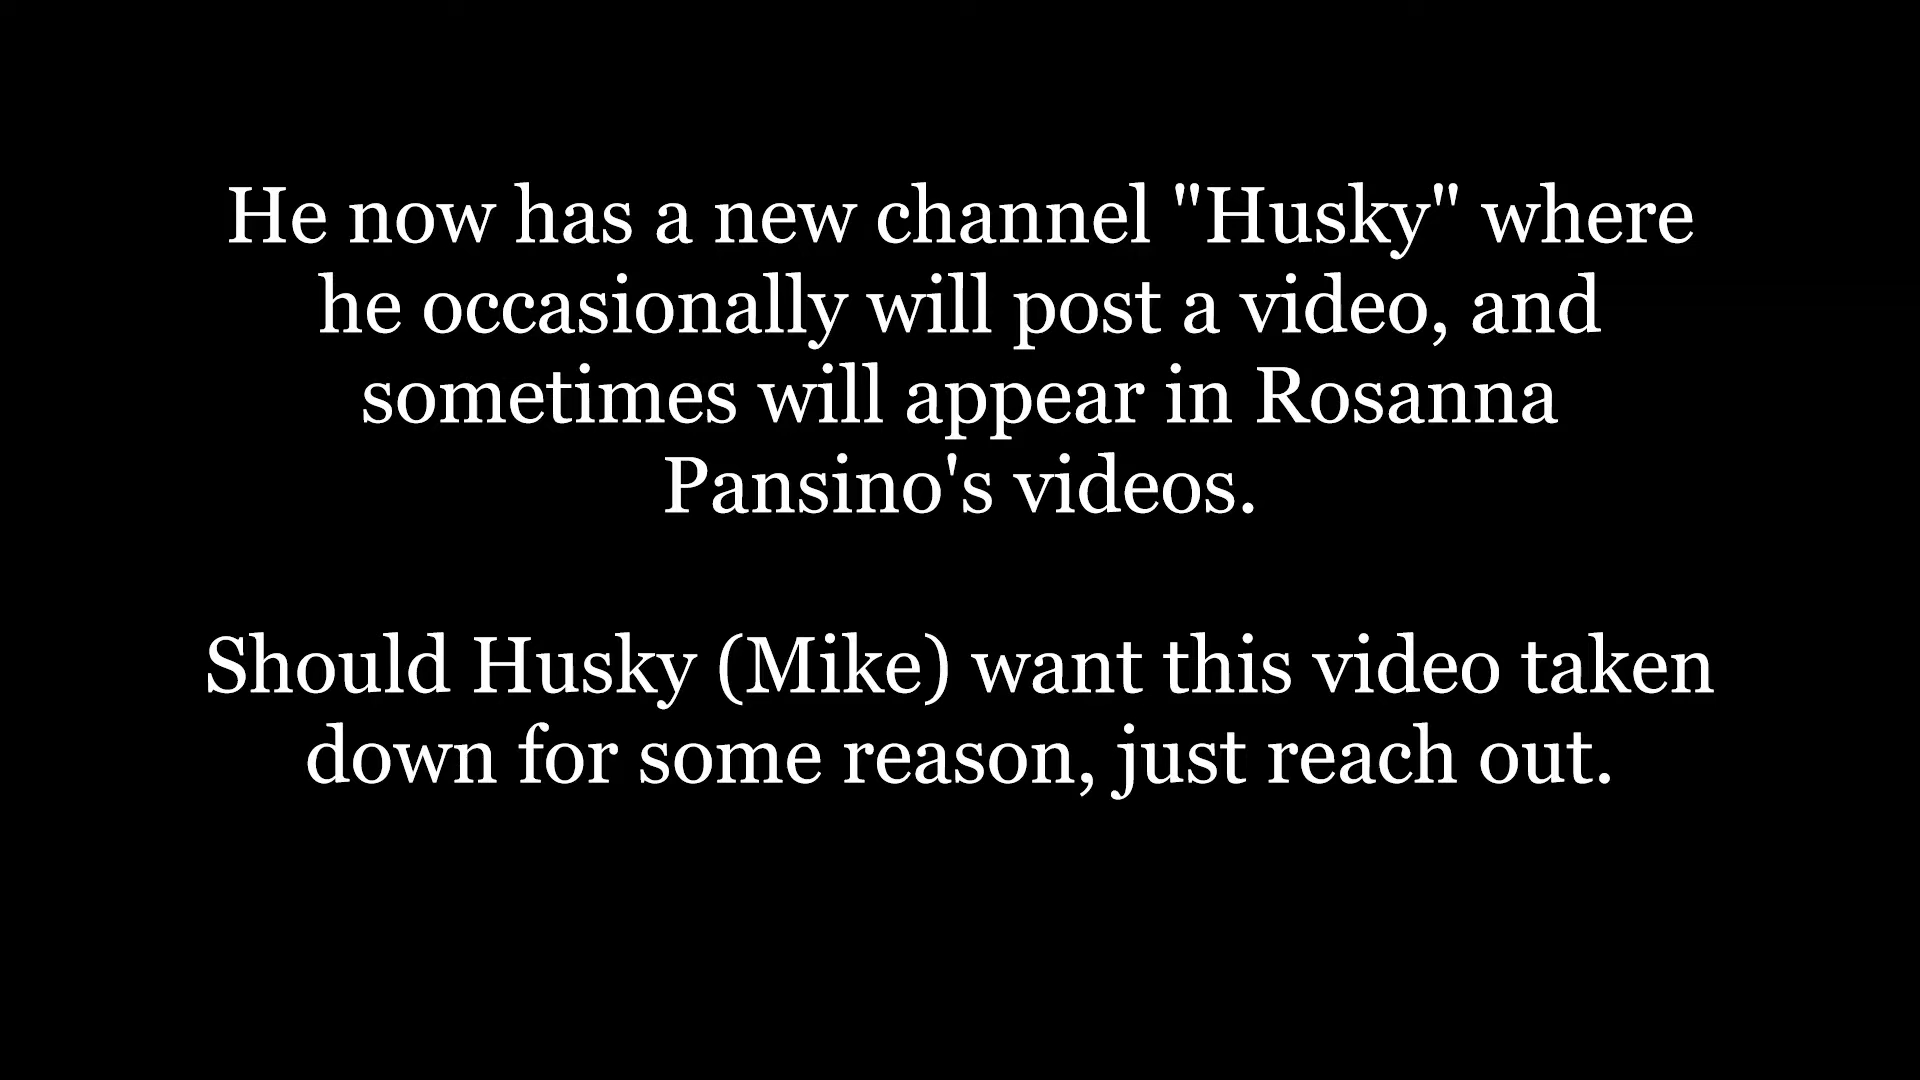 He now has a new channel "Husky" where
he occasionally will post a video, and
sometimes will appear in Rosanna
Pansino's videos.
Should Husky (Mike) want this video taken
down for some reason, just reach out.